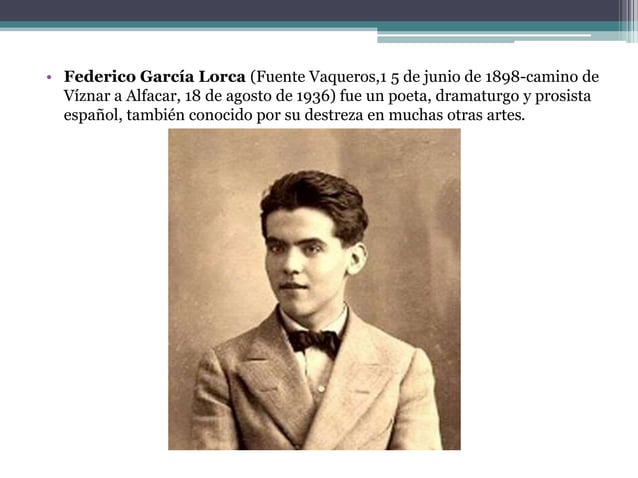 • Federico García Lorca (Fuente Vaqueros,1 5 de junio de 1898-camino de
Víznar a Alfacar, 18 de agosto de 1936) fue un poeta, dramaturgo y prosista
español, también conocido por su destreza en muchas otras artes.